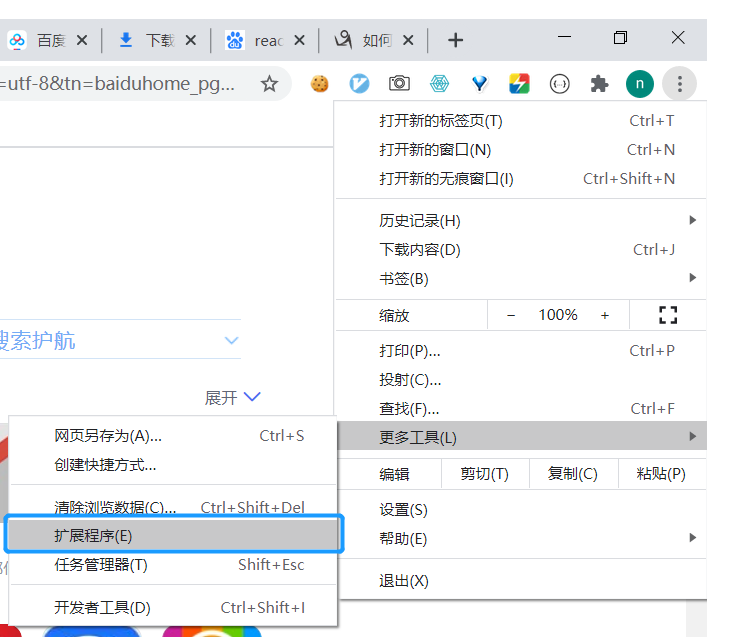 百度
下载
reac
如何
=utf-8&tn=baiduhome_pg...
n
打开新的标签页(T) Ctrl+T
打开新的窗口(N) Ctrl+N
打开新的无痕窗口(I) Ctrl+Shift+N
历史记录(H)
下载内容(D) Ctrl+J
书签(B)
缩放 − 100% +
搜索护航
打印(P)... Ctrl+P
投射(C)...
展开
查找(F)... Ctrl+F
更多工具(L)
网页另存为(A)... Ctrl+S
创建快捷方式...
清除浏览数据(C)... Ctrl+Shift+Del
扩展程序(E)
任务管理器(T) Shift+Esc
开发者工具(D) Ctrl+Shift+I
编辑 剪切(T) 复制(C) 粘贴(P)
设置(S)
帮助(E)
退出(X)